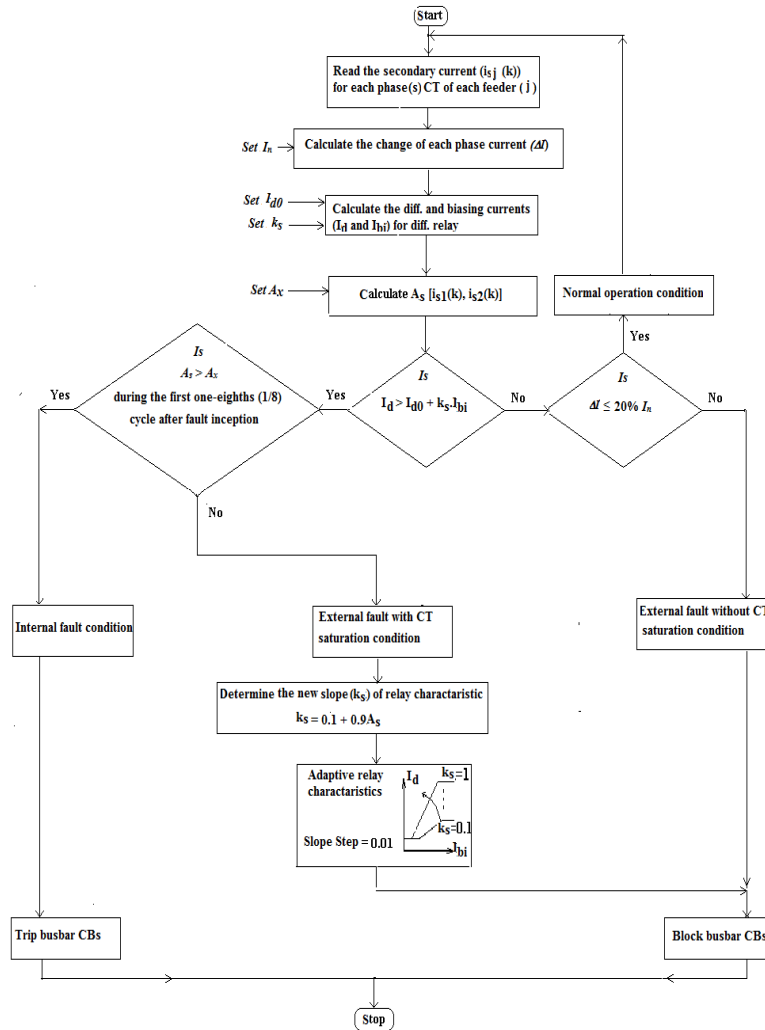 Start
Read the secondary current (isj (k))
for each phase(s) CT of each feeder ( j )
Set In
Calculate the change of each phase current (ΔI)
Set Id0
Set ks
Calculate the diff. and biasing currents
(Id and Ibi) for diff. relay
Set Ax
Calculate As [is1(k), is2(k)]
Normal operation condition
Yes
Is
As > Ax
during the first one-eighths (1/8)
cycle after fault inception
Yes
Yes
Is
Id > Id0 + ks.Ibi
No
Is
ΔI ≤ 20% In
No
No
Internal fault condition
External fault with CT
saturation condition
External fault without CT
saturation condition
Determine the new slope (ks) of relay charctaristic
ks = 0.1 + 0.9As
Adaptive relay
charctaristics
Id
ks=1
ks=0.1
Ibi
Slope Step = 0.01
Trip busbar CBs
Block busbar CBs
Stop